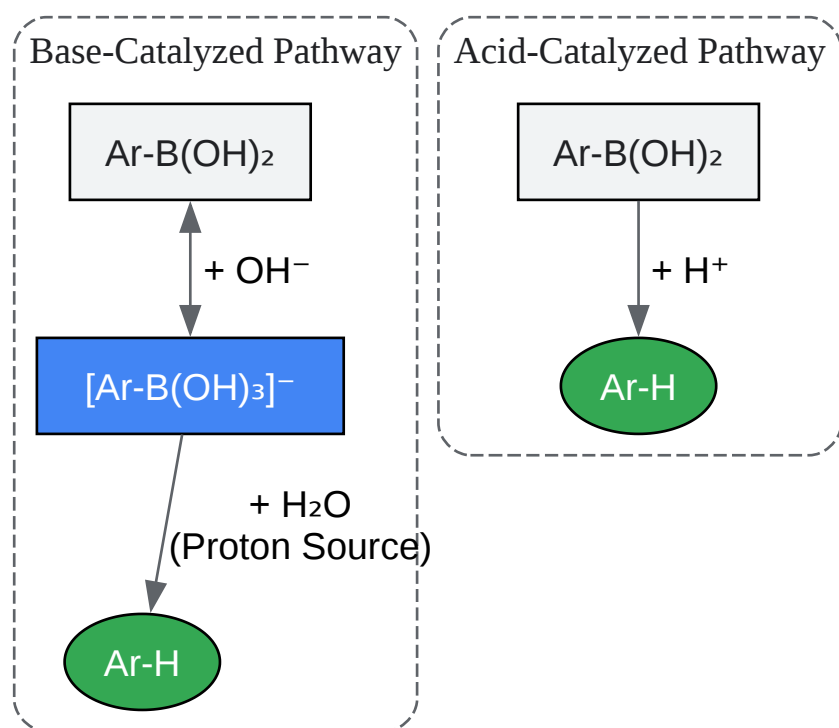 Base-Catalyzed Pathway
Ar-B(OH)₂
+ OH⁻
[Ar-B(OH)₃]⁻
+ H₂O
(Proton Source)
Ar-H
Acid-Catalyzed Pathway
Ar-B(OH)₂
+ H⁺
Ar-H